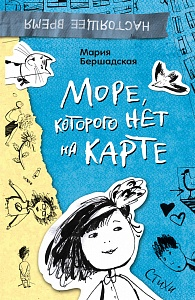 НАСТОЯЩЕЕ ВРЕМЯ
Мария
Бершадская
МОРЕ,
КОТОРОГО НЕТ
НА КАРТЕ
Стихи